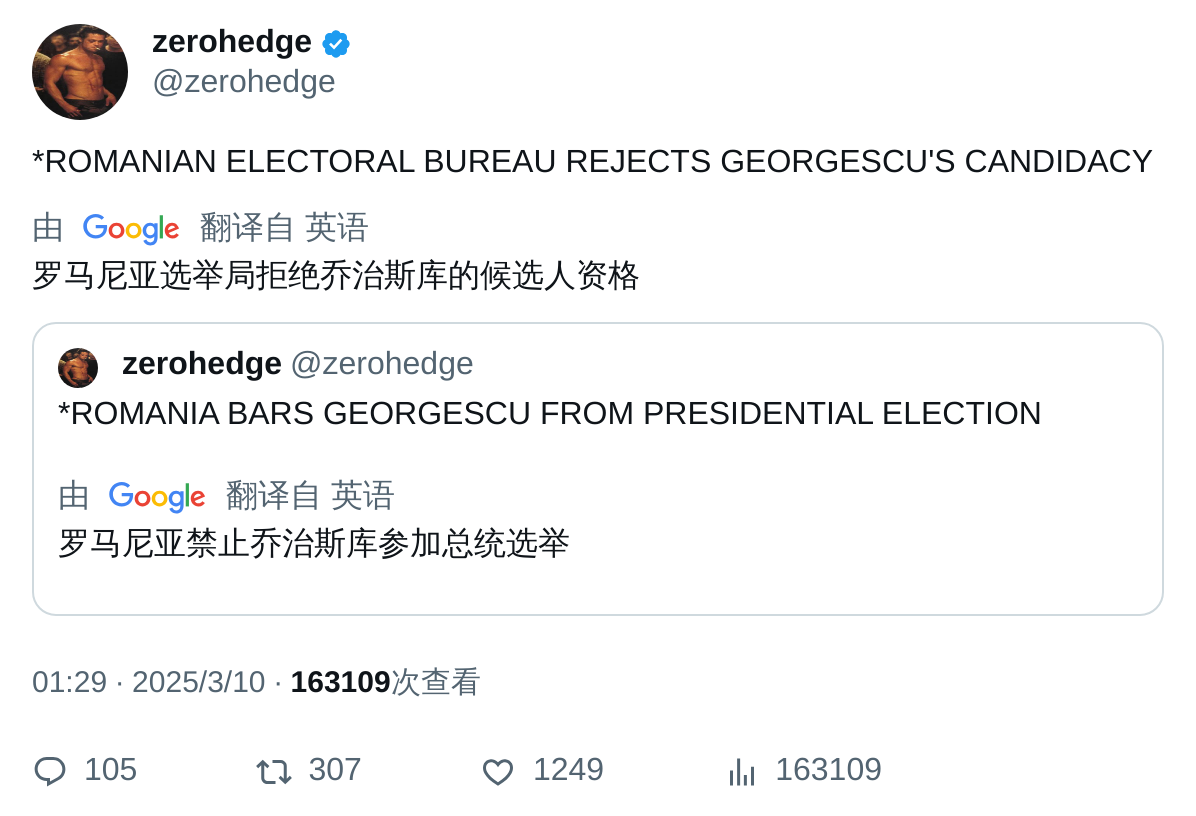 zerohedge
@zerohedge
*ROMANIAN ELECTORAL BUREAU REJECTS GEORGESCU'S CANDIDACY
由 Google 翻译自 英语
罗马尼亚选举局拒绝乔治斯库的候选人资格
zerohedge @zerohedge
*ROMANIA BARS GEORGESCU FROM PRESIDENTIAL ELECTION
由 Google 翻译自 英语
罗马尼亚禁止乔治斯库参加总统选举
01:29 · 2025/3/10 · 163109次查看
105 307 1249 163109